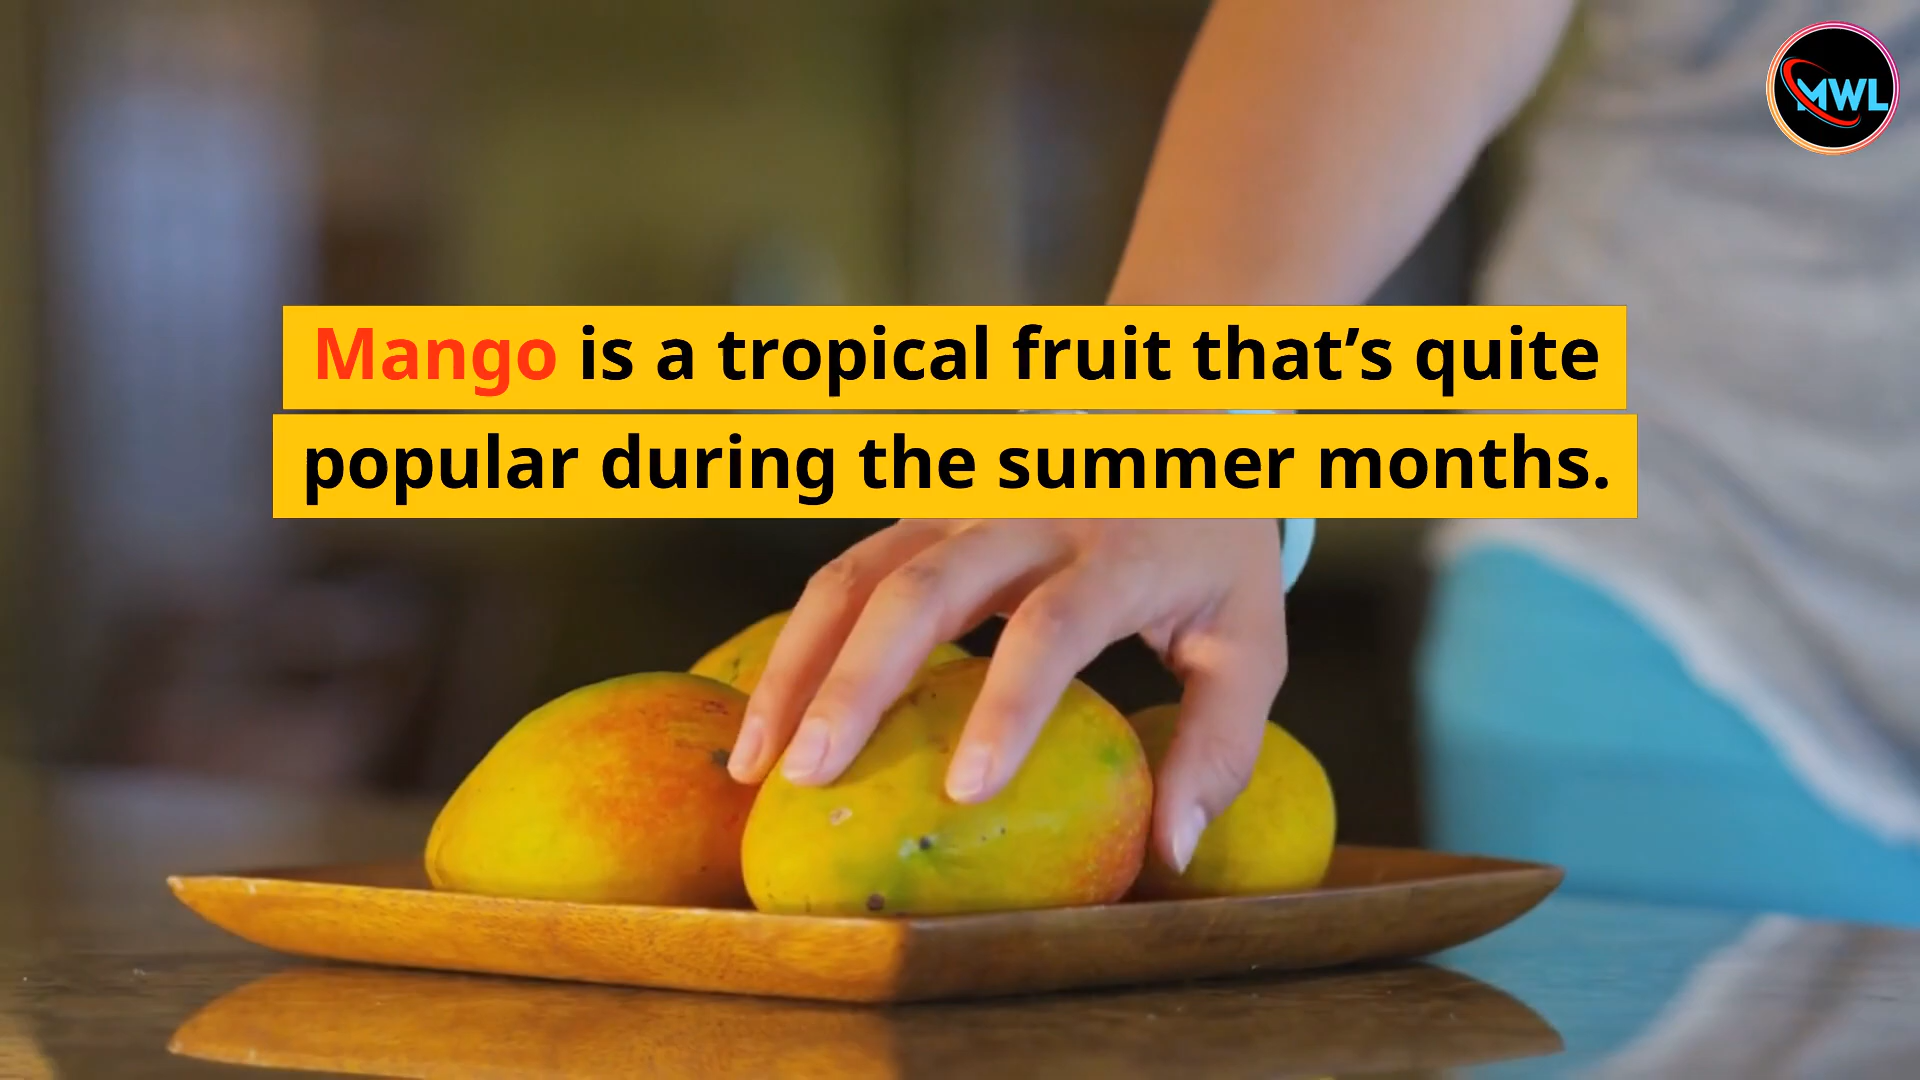 MWL
Mango is a tropical fruit that’s quite
popular during the summer months.